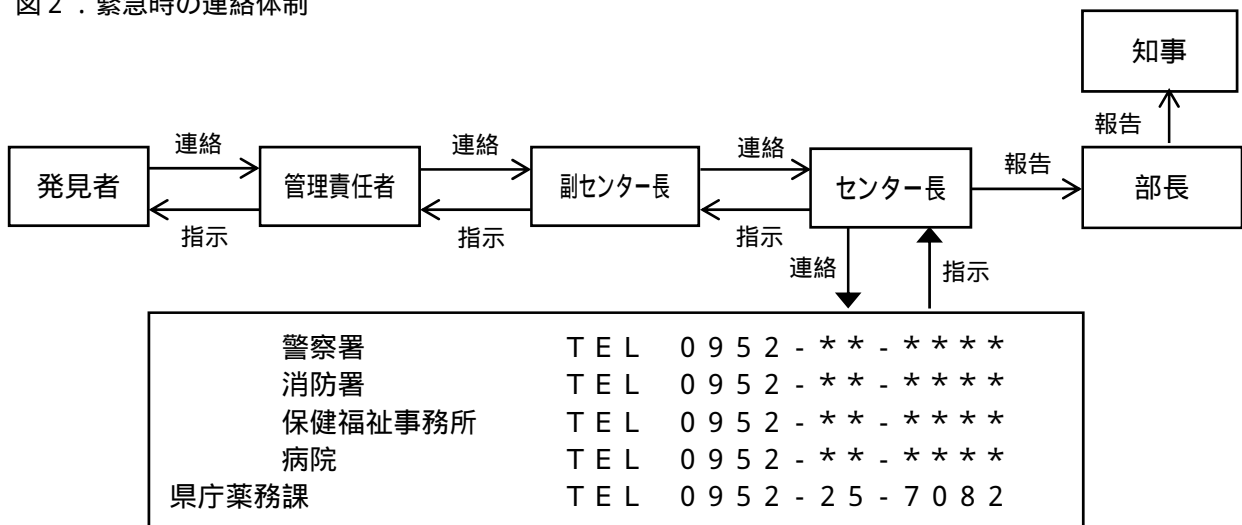 図２．緊急時の連絡体制
知事
報告
連絡
連絡
連絡
報告
発見者
管理責任者
副センター長
センター長
部長
指示
指示
指示
連絡
指示
警察署 ＴＥＬ ０９５２-＊＊-＊＊＊＊
消防署 ＴＥＬ ０９５２-＊＊-＊＊＊＊
保健福祉事務所 ＴＥＬ ０９５２-＊＊-＊＊＊＊
病院 ＴＥＬ ０９５２-＊＊-＊＊＊＊
県庁薬務課 ＴＥＬ ０９５２-２５-７０８２